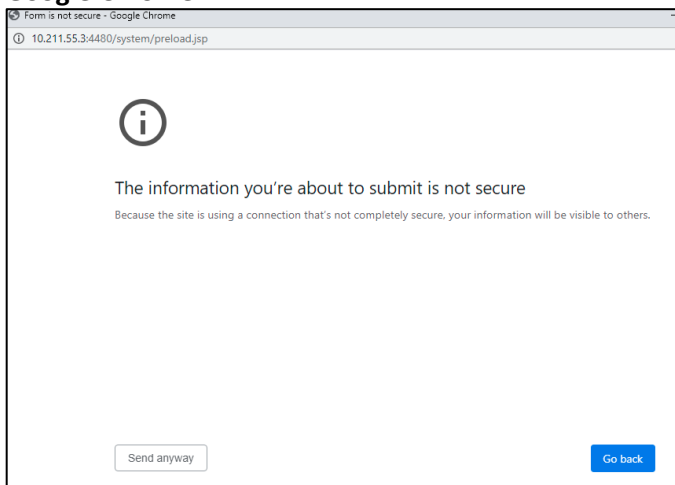 Form is not secure - Google Chrome
10.211.55.3:4480/system/preload.jsp
The information you're about to submit is not secure
Because the site is using a connection that's not completely secure, your information will be visible to others.
Send anyway
Go back